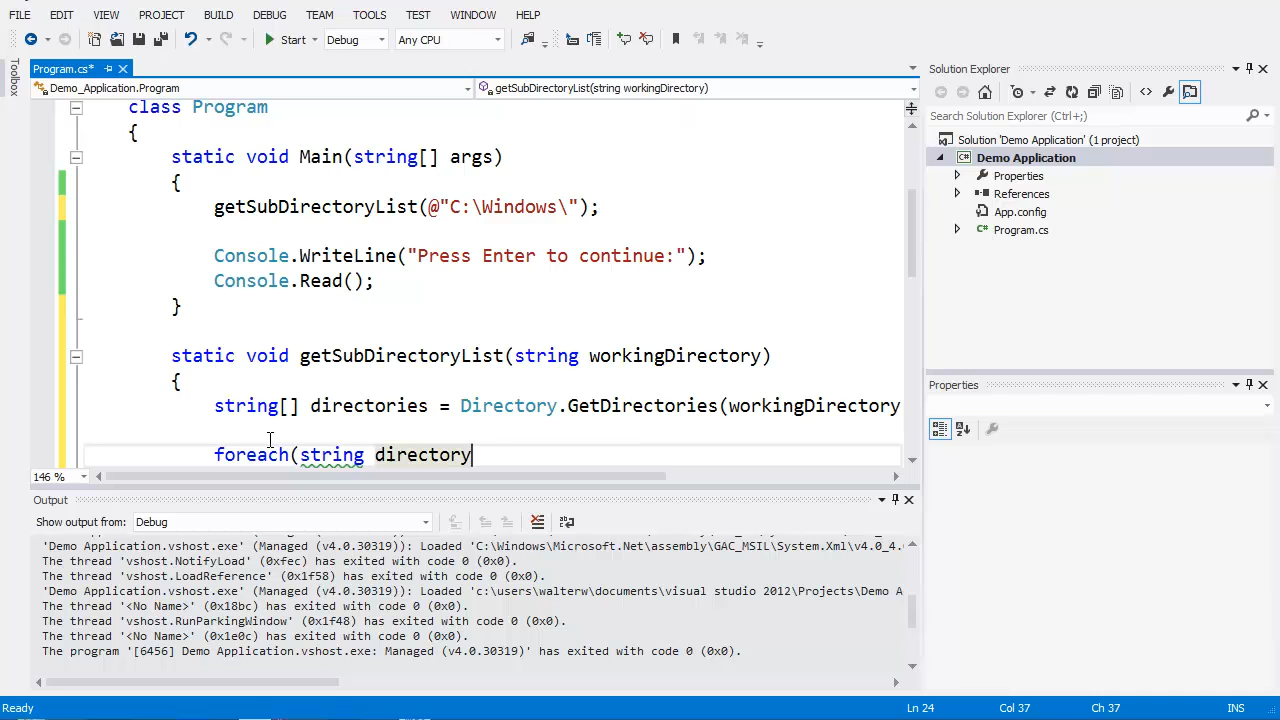 FILE EDIT VIEW PROJECT BUILD DEBUG TEAM TOOLS TEST WINDOW HELP
Start Debug Any CPU
Toolbox
Program.cs*
Demo_Application.Program getSubDirectoryList(string workingDirectory)
class Program
{
static void Main(string[] args)
{
getSubDirectoryList(@"C:\Windows\");
Console.WriteLine("Press Enter to continue:");
Console.Read();
}
static void getSubDirectoryList(string workingDirectory)
{
string[] directories = Directory.GetDirectories(workingDirectory
foreach(string directory
146 %
Output
Show output from: Debug
'Demo Application.vshost.exe' (Managed (v4.0.30319)): Loaded 'C:\Windows\Microsoft.Net\assembly\GAC_MSIL\System.Xml\v4.0_4.
The thread 'vshost.NotifyLoad' (0xfec) has exited with code 0 (0x0).
The thread 'vshost.LoadReference' (0x1f58) has exited with code 0 (0x0).
'Demo Application.vshost.exe' (Managed (v4.0.30319)): Loaded 'c:\users\walterw\documents\visual studio 2012\Projects\Demo A
The thread '<No Name>' (0x18bc) has exited with code 0 (0x0).
The thread 'vshost.RunParkingWindow' (0x1f48) has exited with code 0 (0x0).
The thread '<No Name>' (0x1e0c) has exited with code 0 (0x0).
The program '[6456] Demo Application.vshost.exe: Managed (v4.0.30319)' has exited with code 0 (0x0).
Solution Explorer
Search Solution Explorer (Ctrl+;)
Solution 'Demo Application' (1 project)
C# Demo Application
Properties
References
App.config
C# Program.cs
Properties
Ready Ln 24 Col 37 Ch 37 INS